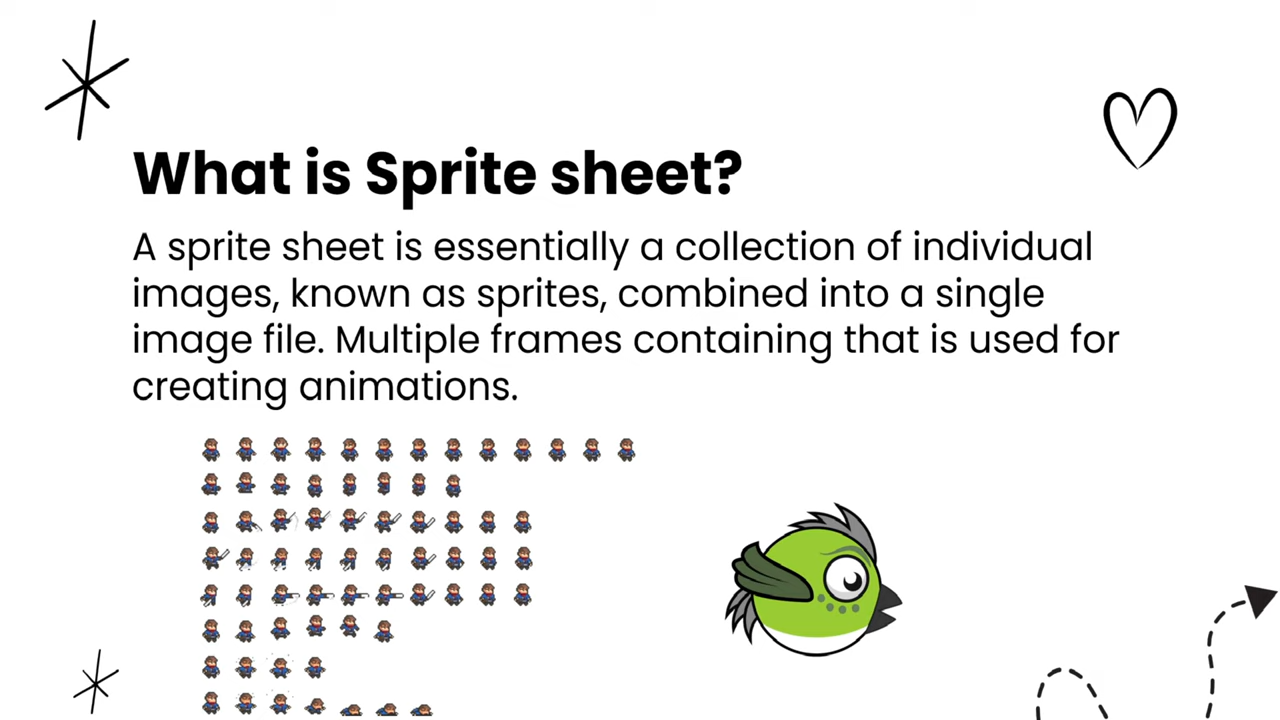 What is Sprite sheet?
A sprite sheet is essentially a collection of individual
images, known as sprites, combined into a single
image file. Multiple frames containing that is used for
creating animations.